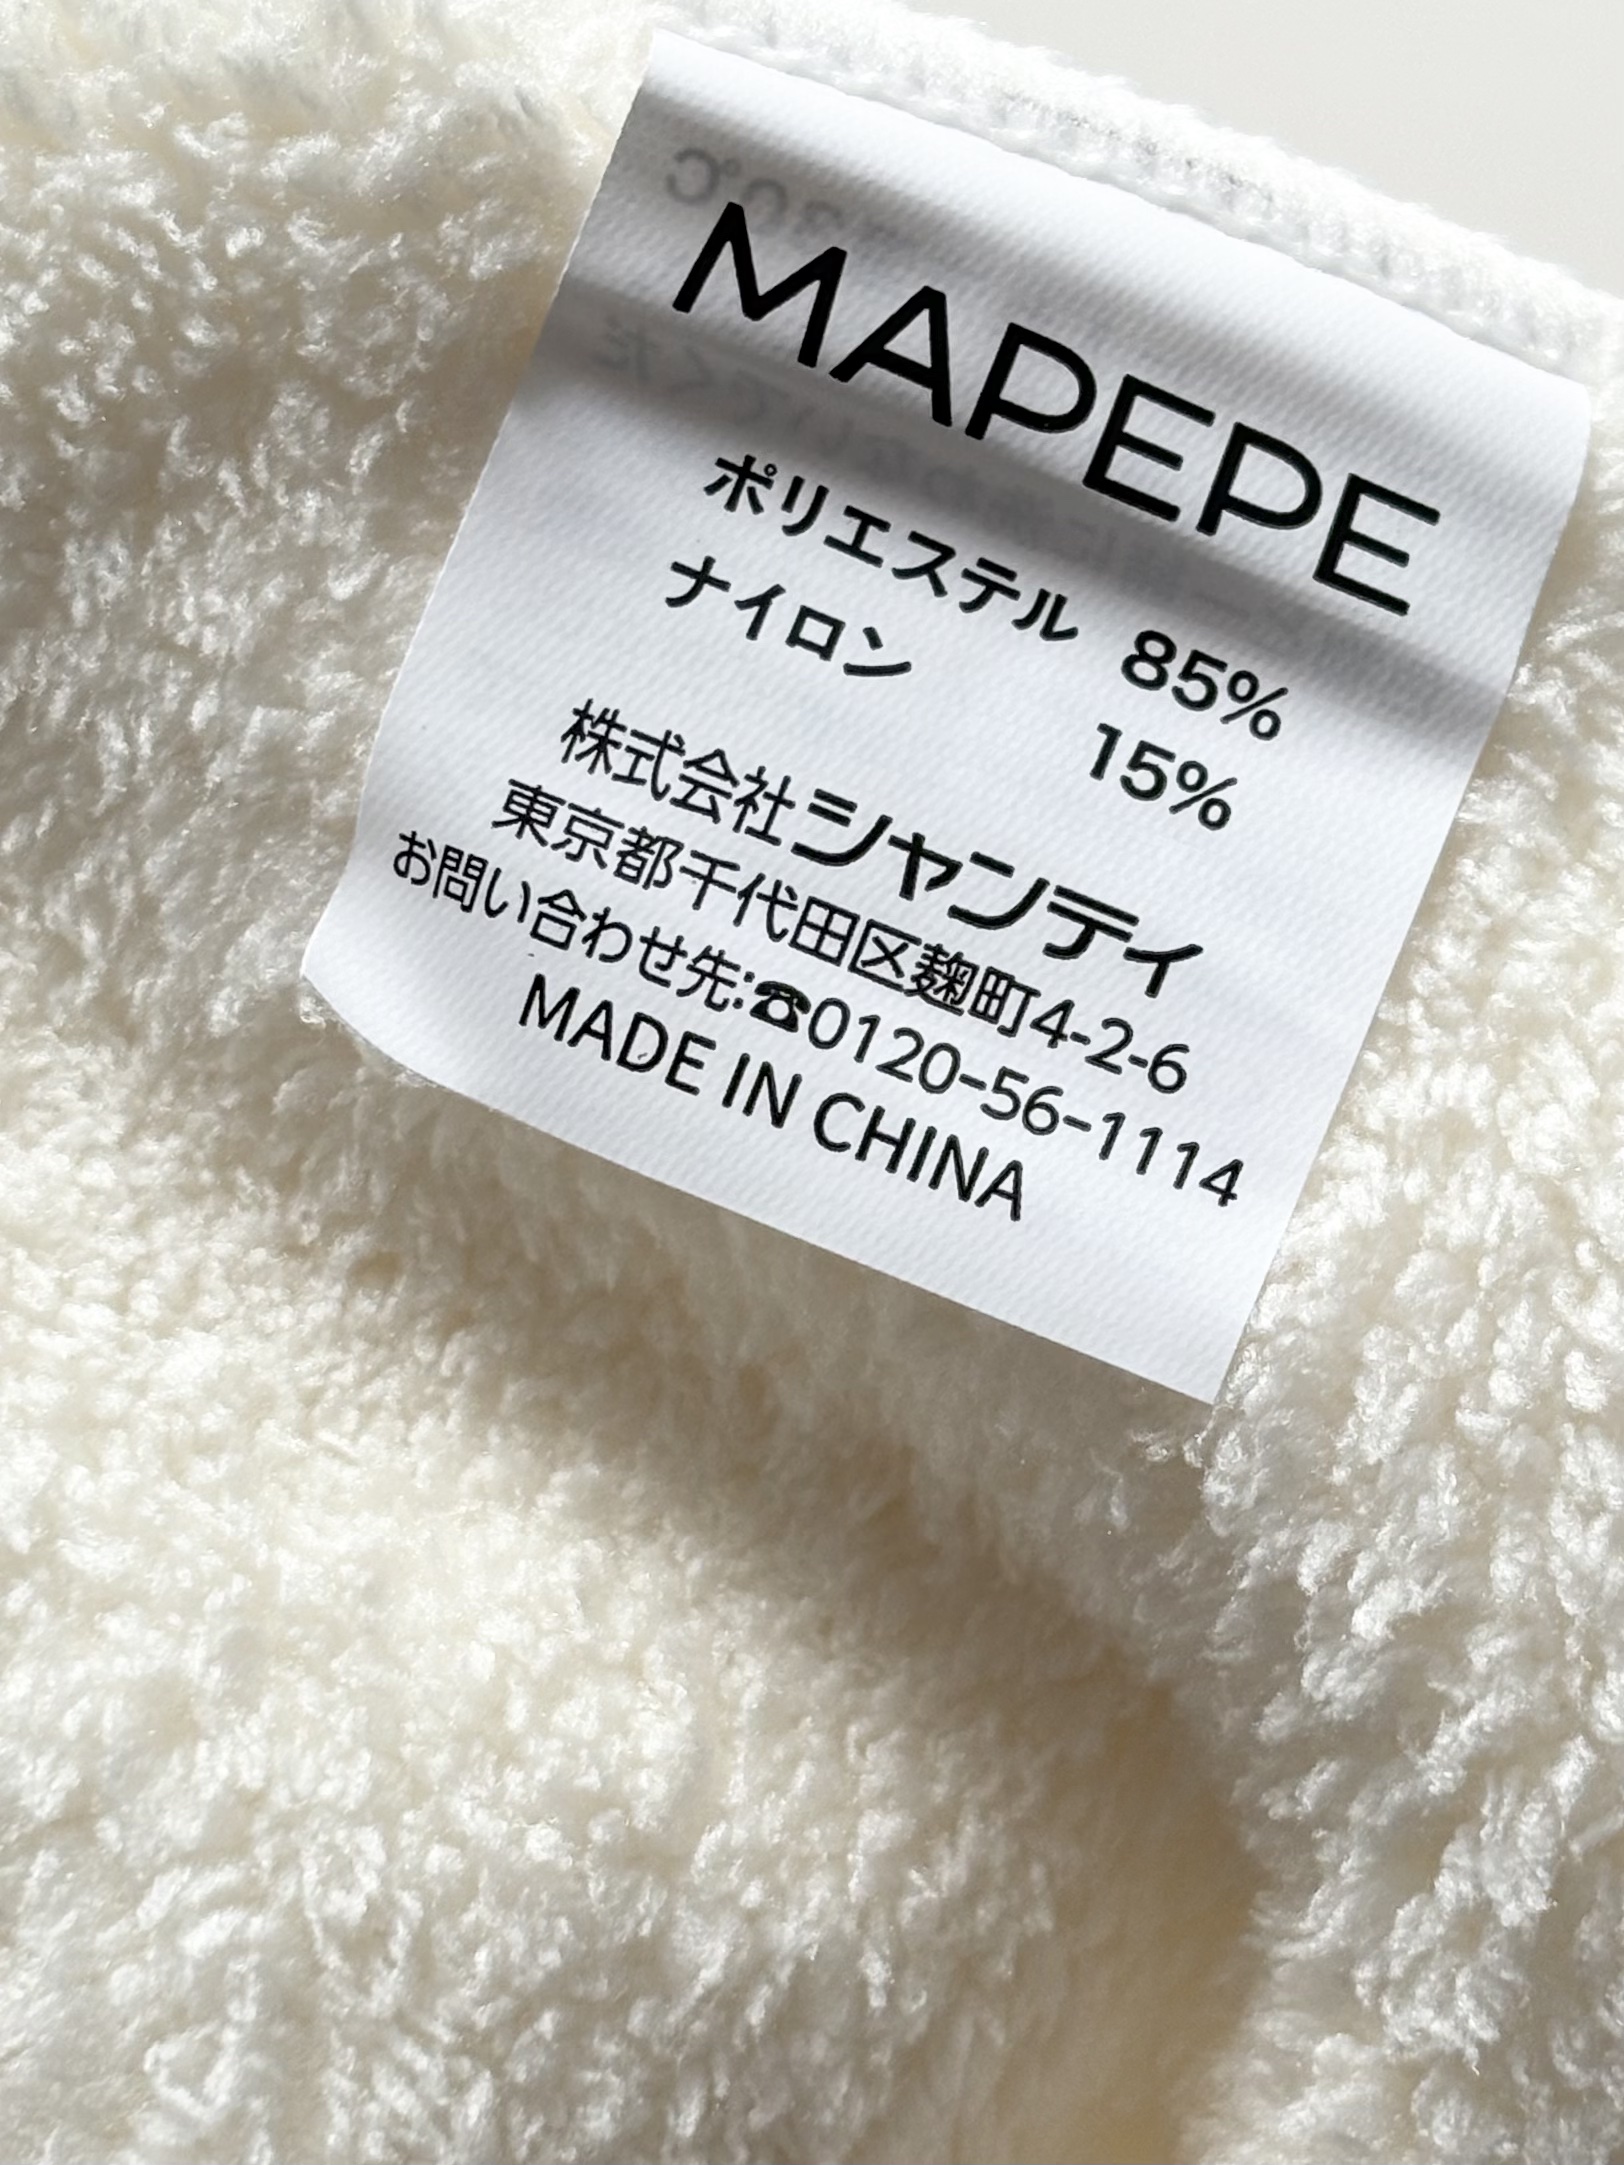 MAPEPE
ポリエステル 85%
ナイロン 15%
株式会社シャンティ
東京都千代田区麹町4-2-6
お問い合わせ先:☎0120-56-1114
MADE IN CHINA